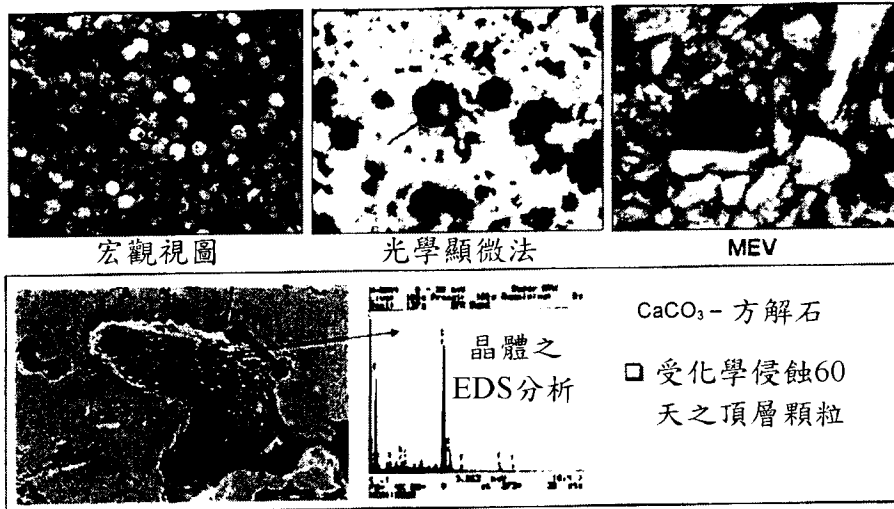 宏觀視圖
光學顯微法
MEV
晶體之
EDS分析
CaCO₃ - 方解石
□ 受化學侵蝕60
天之頂層顆粒